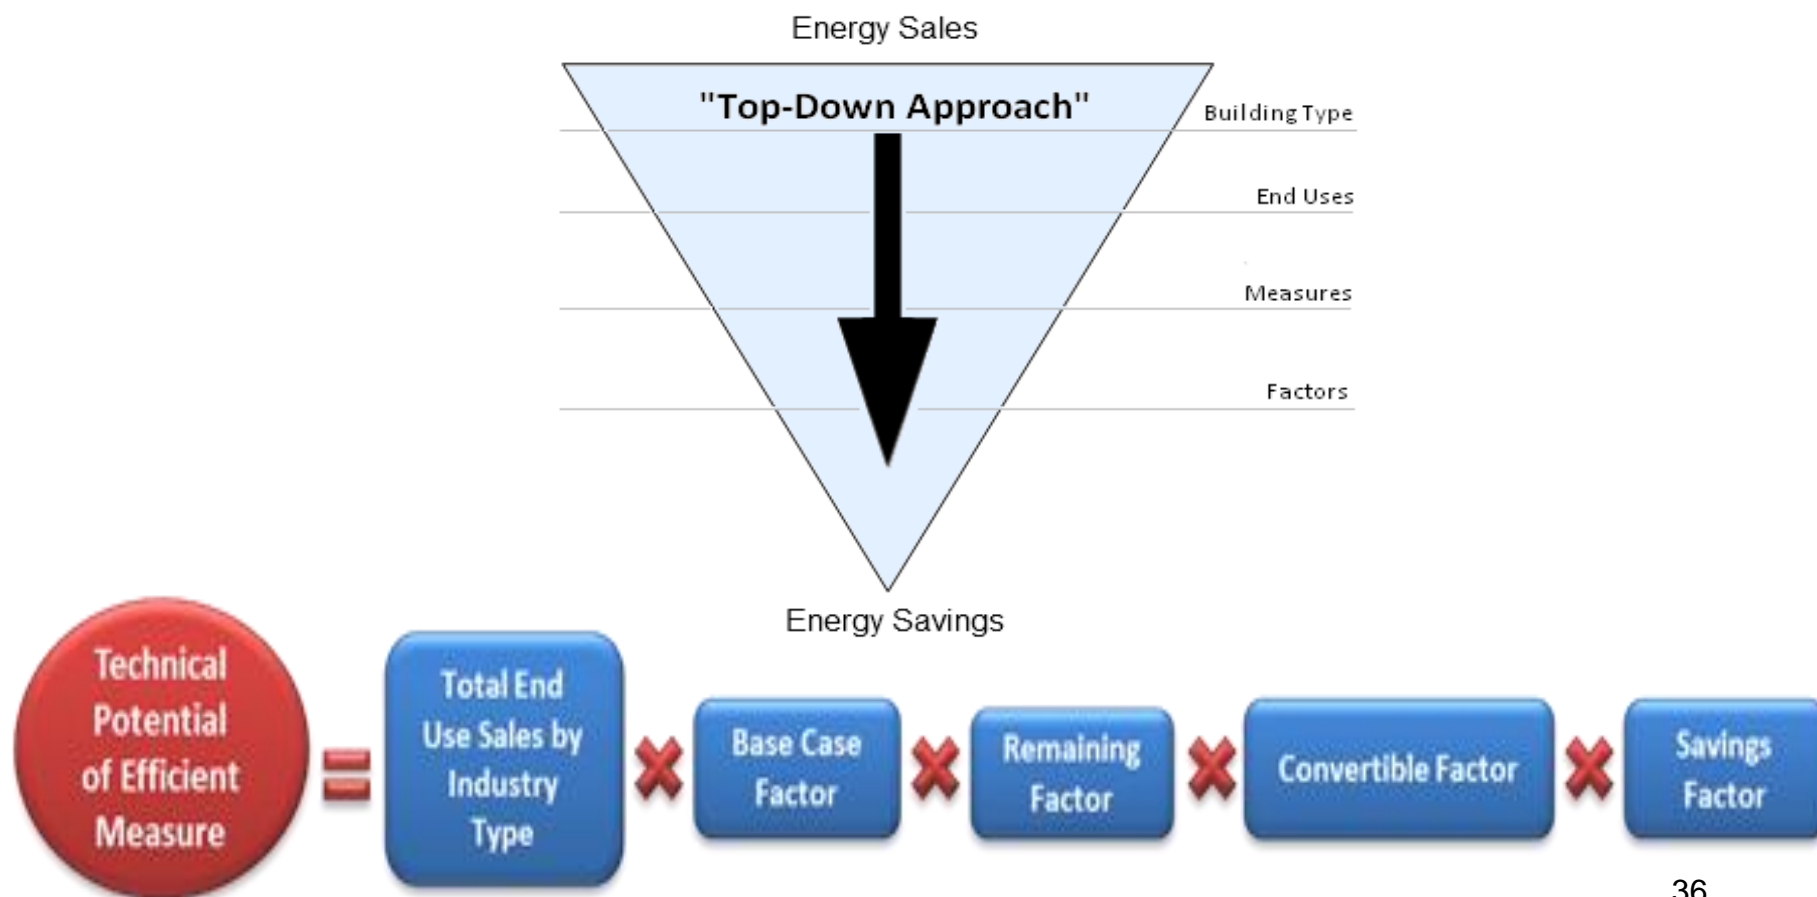 Energy Sales
"Top-Down Approach"
Building Type
End Uses
Measures
Factors
Energy Savings
Technical
Potential
of Efficient
Measure
=
Total End
Use Sales by
Industry
Type
×
Base Case
Factor
×
Remaining
Factor
×
Convertible Factor
×
Savings
Factor
36